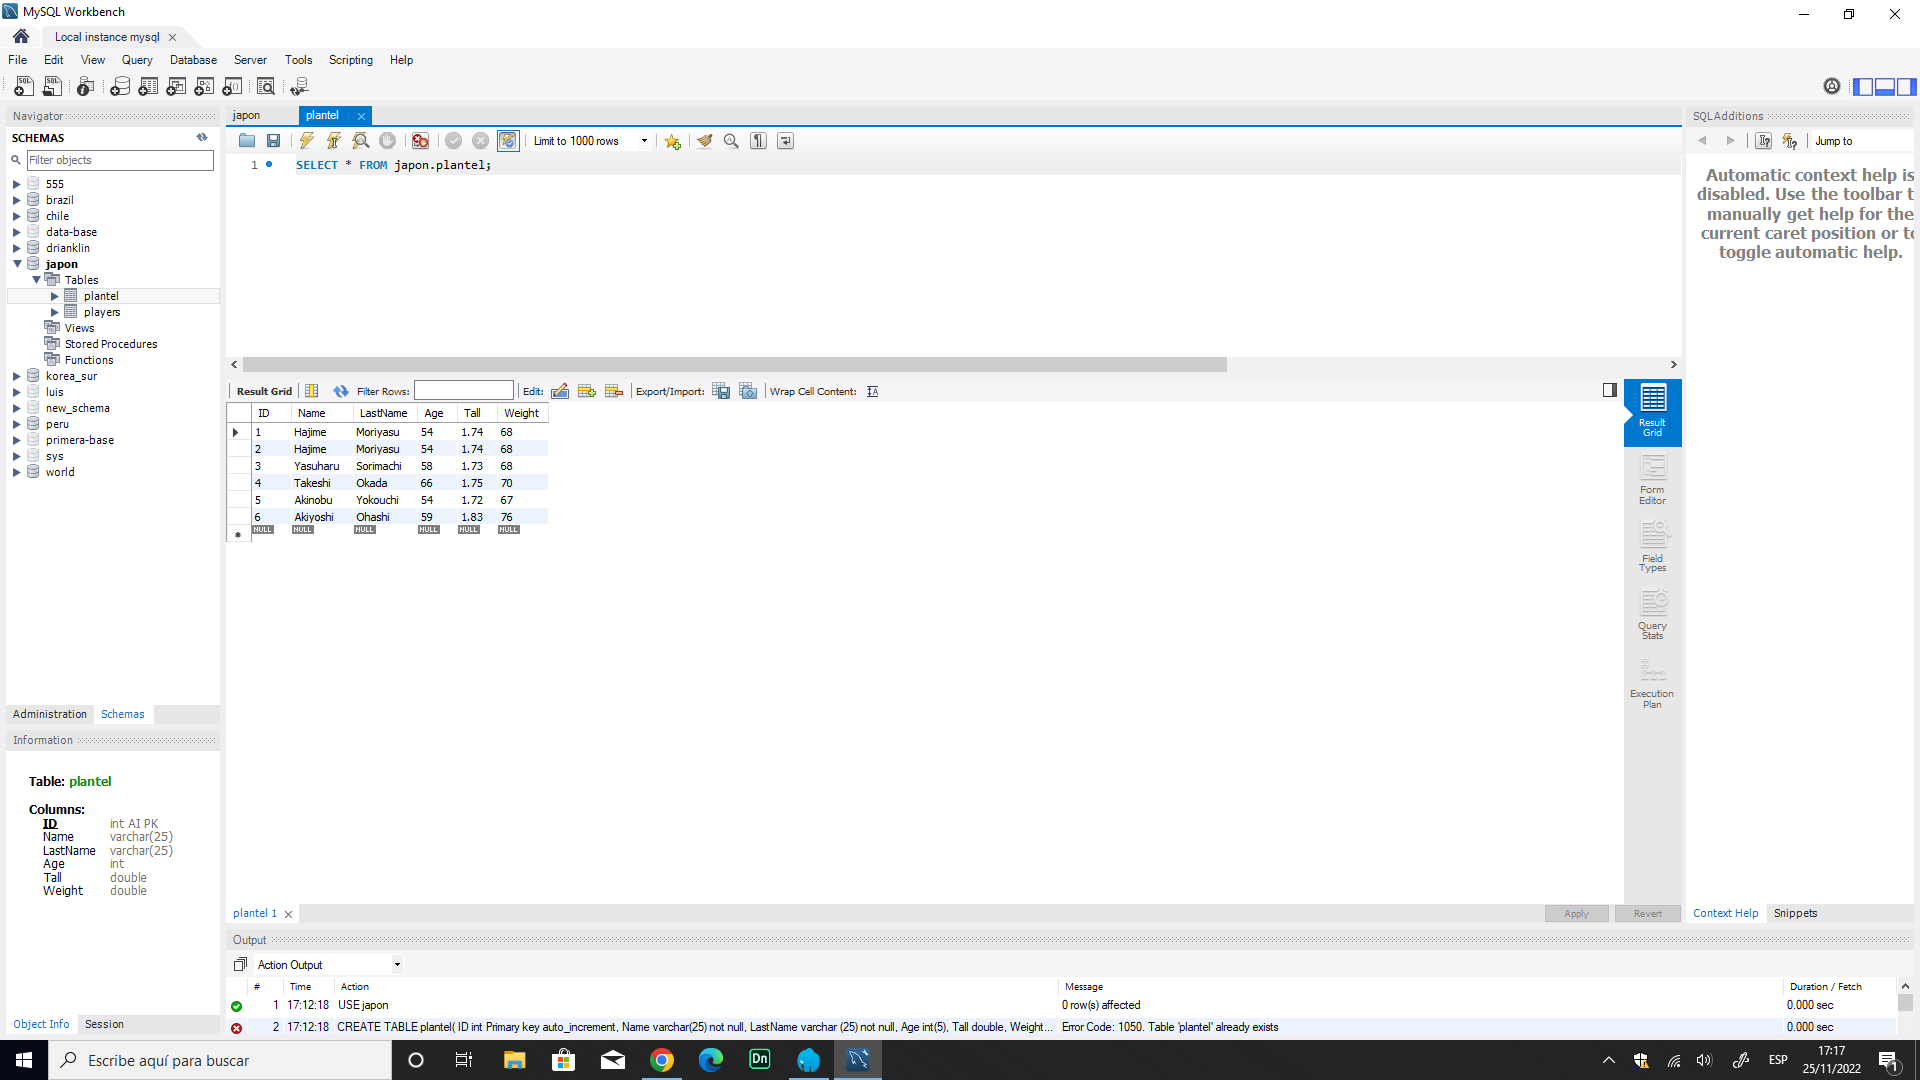 MySQL Workbench
Local instance mysql
File Edit View Query Database Server Tools Scripting Help
Navigator
SCHEMAS
Filter objects
555
brazil
chile
data-base
drianklin
japon
Tables
plantel
players
Views
Stored Procedures
Functions
korea_sur
luis
new_schema
peru
primera-base
sys
world
Administration Schemas
Information
Table: plantel
Columns:
ID int AI PK
Name varchar(25)
LastName varchar(25)
Age int
Tall double
Weight double
Object Info Session
japon plantel
Limit to 1000 rows
1 SELECT * FROM japon.plantel;
Result Grid Filter Rows: Edit: Export/Import: Wrap Cell Content:
ID Name LastName Age Tall Weight
1 Hajime Moriyasu 54 1.74 68
2 Hajime Moriyasu 54 1.74 68
3 Yasuharu Sorimachi 58 1.73 68
4 Takeshi Okada 66 1.75 70
5 Akinobu Yokouchi 54 1.72 67
6 Akiyoshi Ohashi 59 1.83 76
NULL NULL NULL NULL NULL NULL
Result
Grid
Form
Editor
Field
Types
Query
Stats
Execution
Plan
plantel 1
Apply Revert
SQLAdditions
Jump to
Automatic context help is
disabled. Use the toolbar t
manually get help for the
current caret position or to
toggle automatic help.
Context Help Snippets
Output
Action Output
# Time Action Message Duration / Fetch
1 17:12:18 USE japon 0 row(s) affected 0.000 sec
2 17:12:18 CREATE TABLE plantel( ID int Primary key auto_increment, Name varchar(25) not null, LastName varchar (25) not null, Age int(5), Tall double, Weight... Error Code: 1050. Table 'plantel' already exists 0.000 sec
Escribe aquí para buscar
Dn
ESP
17:17
25/11/2022
1